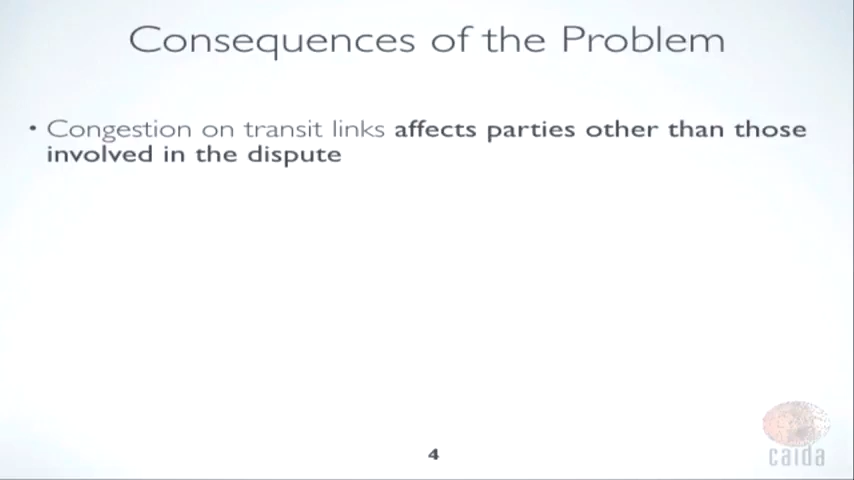 Consequences of the Problem
• Congestion on transit links affects parties other than those
involved in the dispute
4
caida